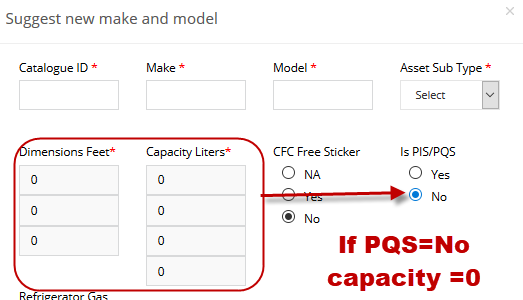 Suggest new make and model
×
Catalogue ID * Make * Model * Asset Sub Type *
Select
Dimensions Feet* Capacity Liters* CFC Free Sticker Is PIS/PQS
0 0 NA Yes
0 0 Yes No
0 0 No
0
If PQS=No
capacity =0
Refrigerator Gas